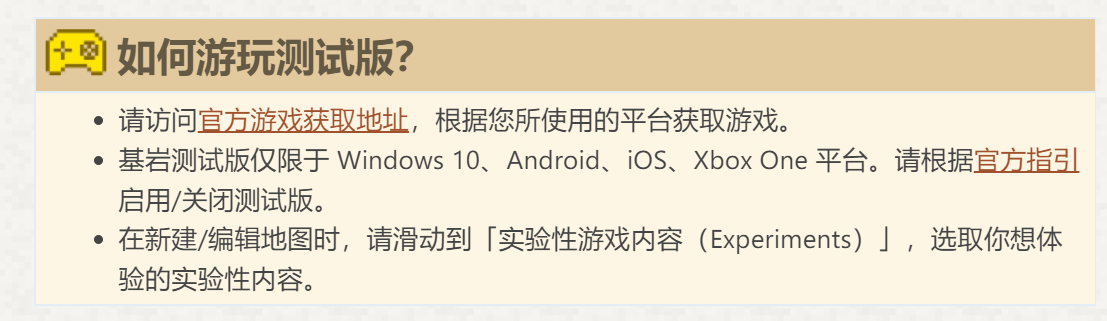 如何游玩测试版？
请访问官方游戏获取地址，根据您所使用的平台获取游戏。
基岩测试版仅限于 Windows 10、Android、iOS、Xbox One 平台。请根据官方指引
启用/关闭测试版。
在新建/编辑地图时，请滑动到「实验性游戏内容（Experiments）」，选取你想体
验的实验性内容。